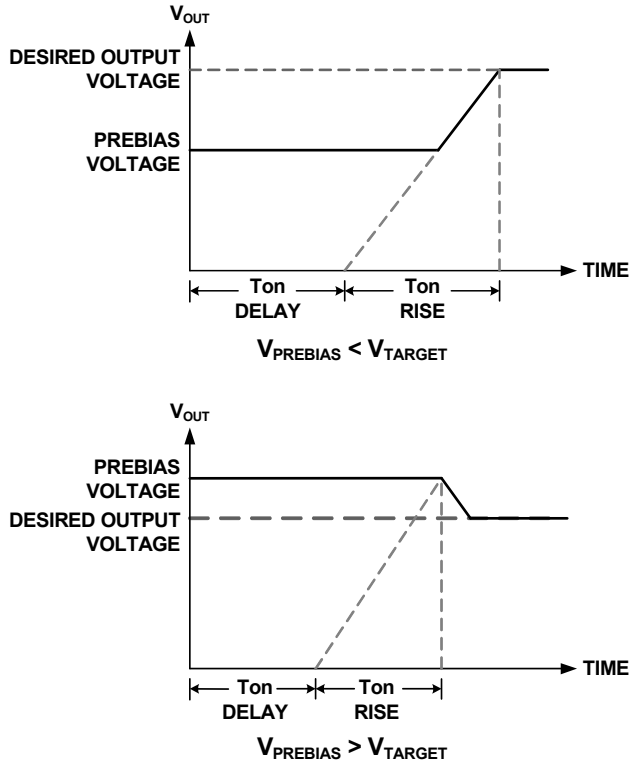 VOUT
DESIRED OUTPUT
VOLTAGE
PREBIAS
VOLTAGE
TIME
Ton
DELAY
Ton
RISE
VPREBIAS < VTARGET
VOUT
PREBIAS
VOLTAGE
DESIRED OUTPUT
VOLTAGE
TIME
Ton
DELAY
Ton
RISE
VPREBIAS > VTARGET